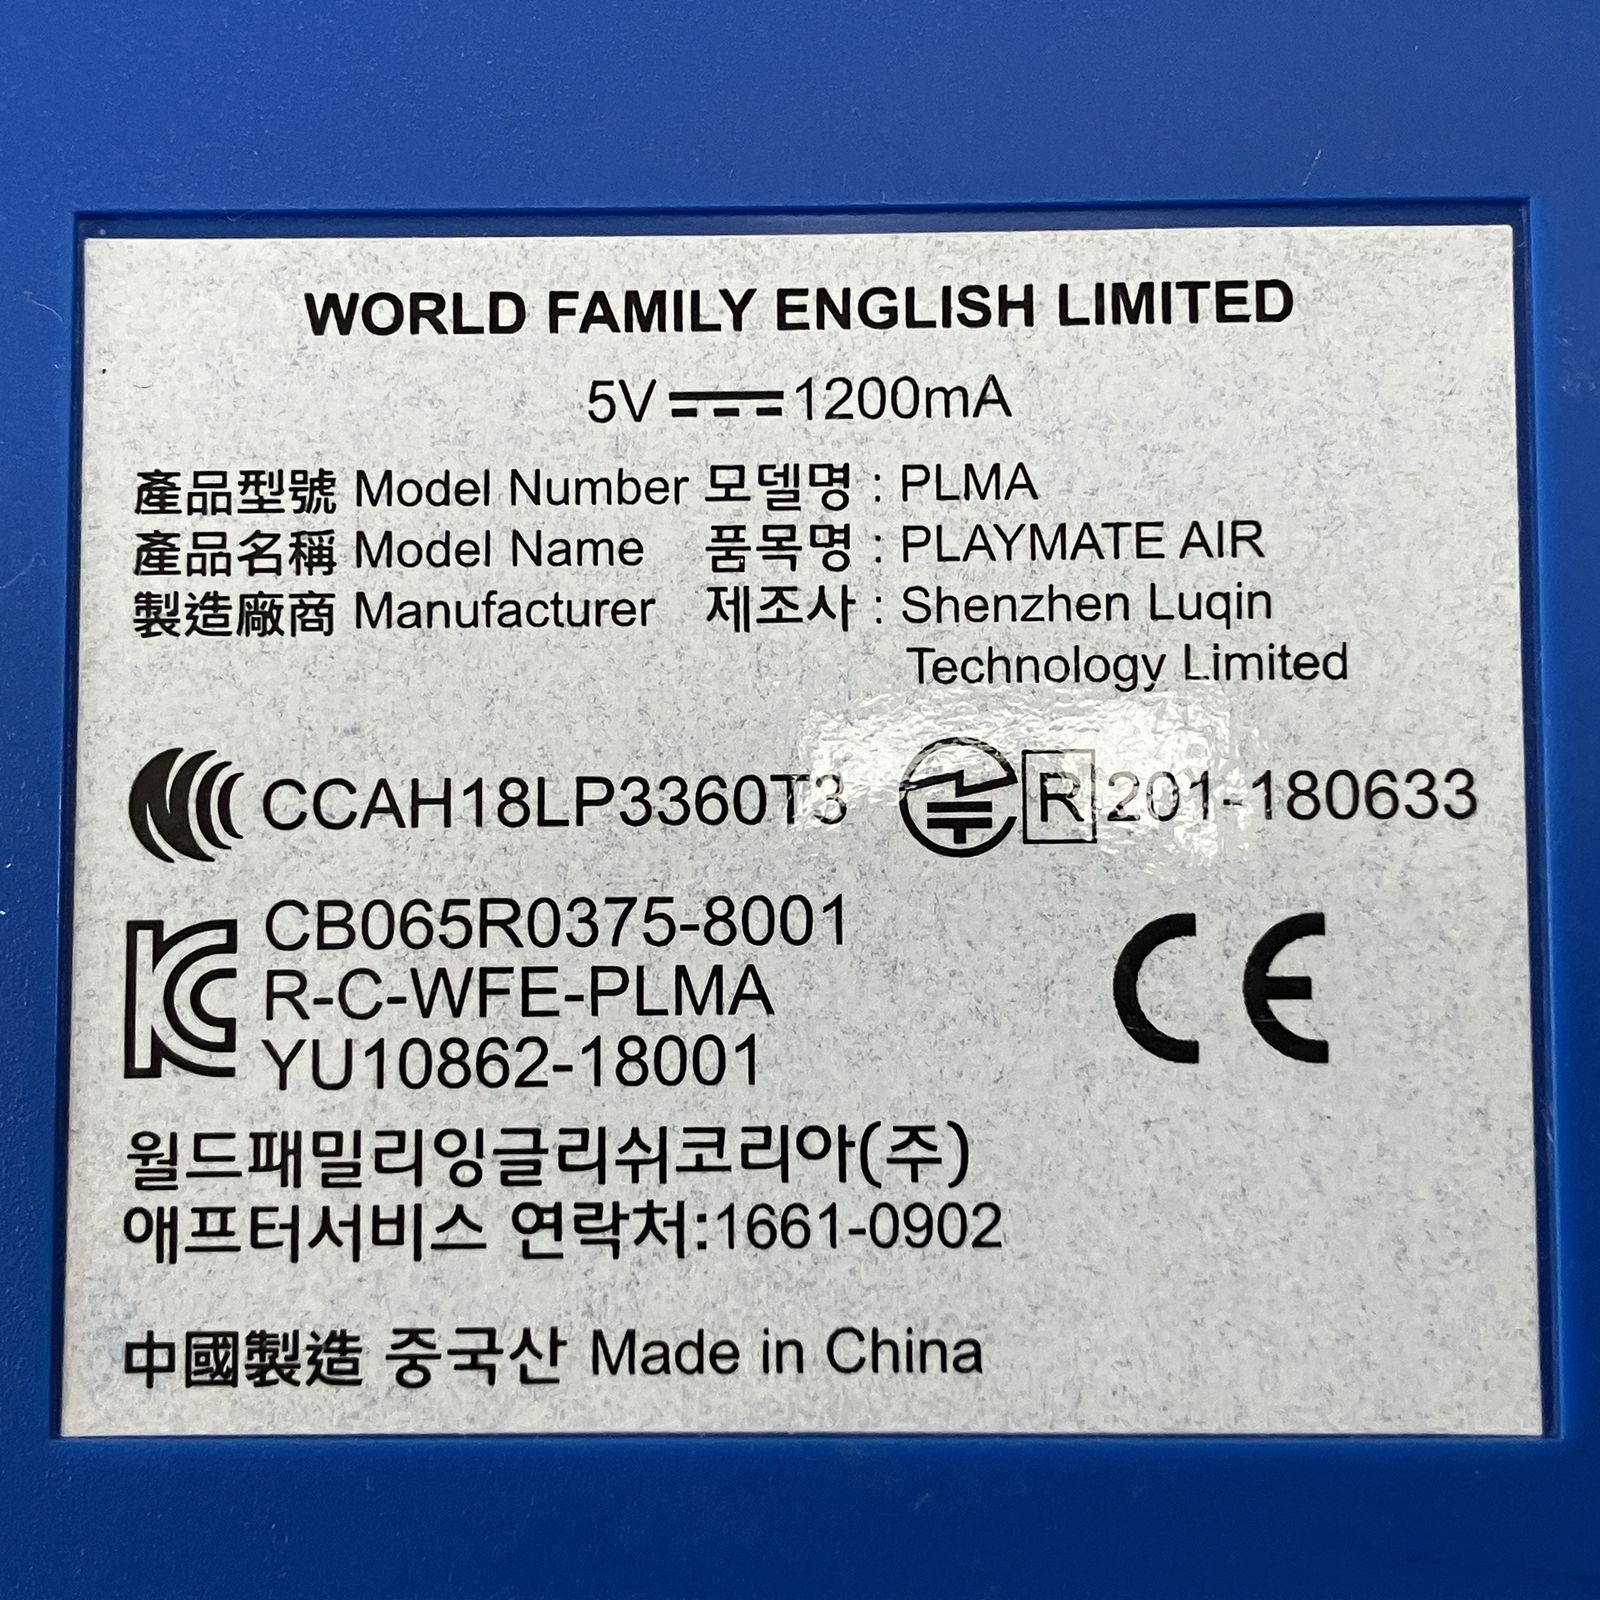 WORLD FAMILY ENGLISH LIMITED
5V⎓1200mA
產品型號 Model Number 모델명 : PLMA
產品名稱 Model Name 품목명 : PLAYMATE AIR
製造廠商 Manufacturer 제조사 : Shenzhen Luqin
Technology Limited
CCAH18LP3360T3 R 201-180633
CB065R0375-8001
R-C-WFE-PLMA
YU10862-18001
CE
월드패밀리잉글리쉬코리아(주)
애프터서비스 연락처:1661-0902
中國製造 중국산 Made in China